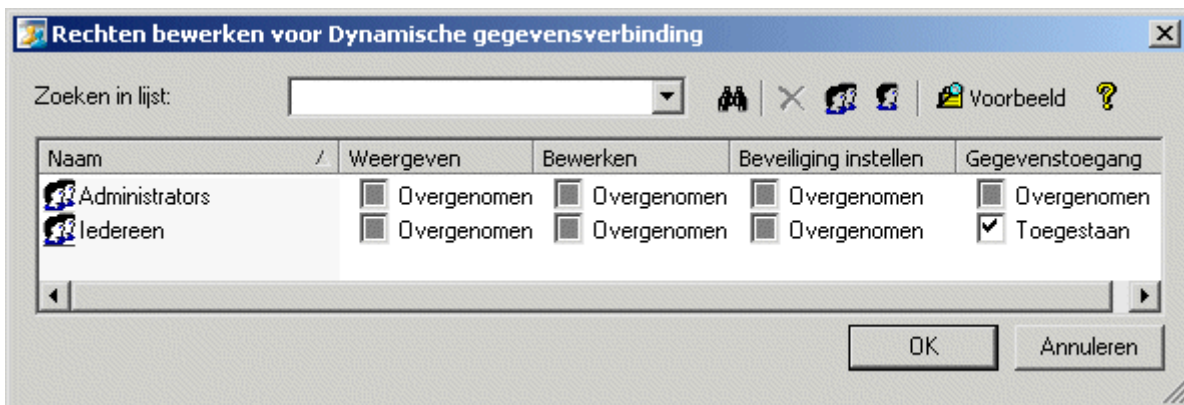 Rechten bewerken voor Dynamische gegevensverbinding
Zoeken in lijst: Voorbeeld
Naam Weergeven Bewerken Beveiliging instellen Gegevenstoegang
Administrators Overgenomen Overgenomen Overgenomen Overgenomen
Iedereen Overgenomen Overgenomen Overgenomen Toegestaan
OK Annuleren